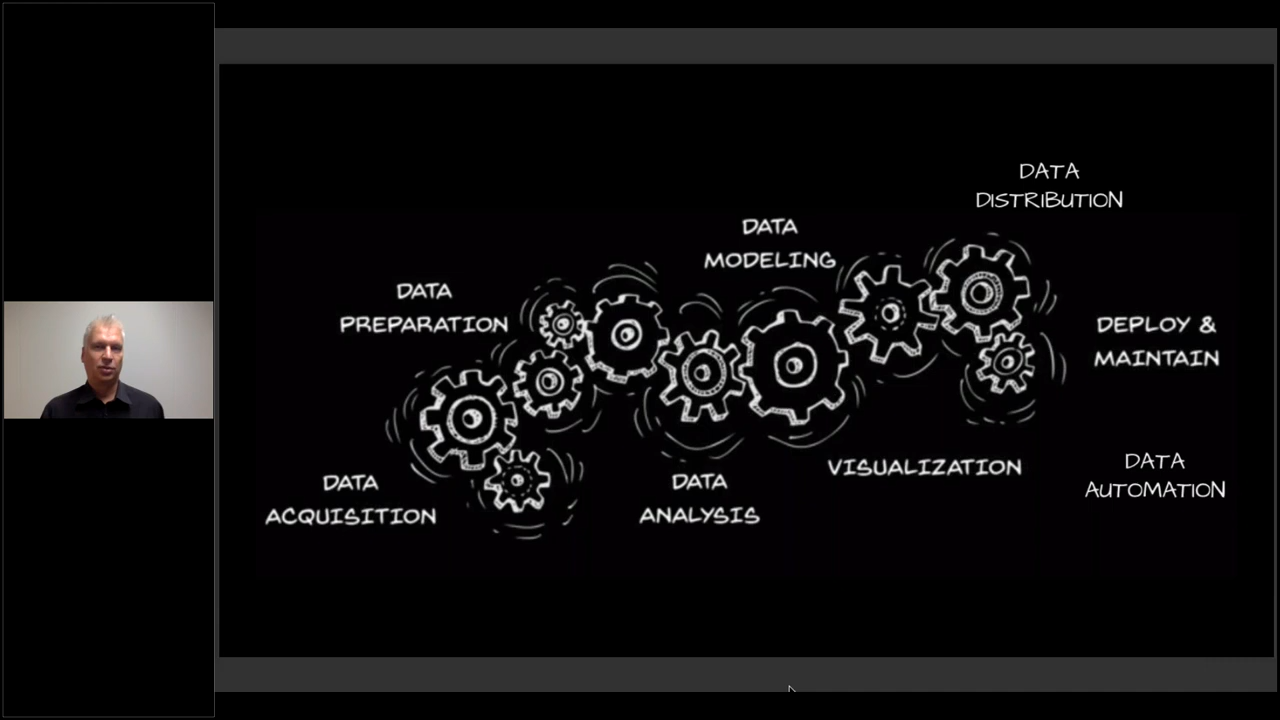 DATA
DISTRIBUTION
DATA
MODELING
DATA
PREPARATION
DEPLOY &
MAINTAIN
DATA
ACQUISITION
DATA
ANALYSIS
VISUALIZATION
DATA
AUTOMATION